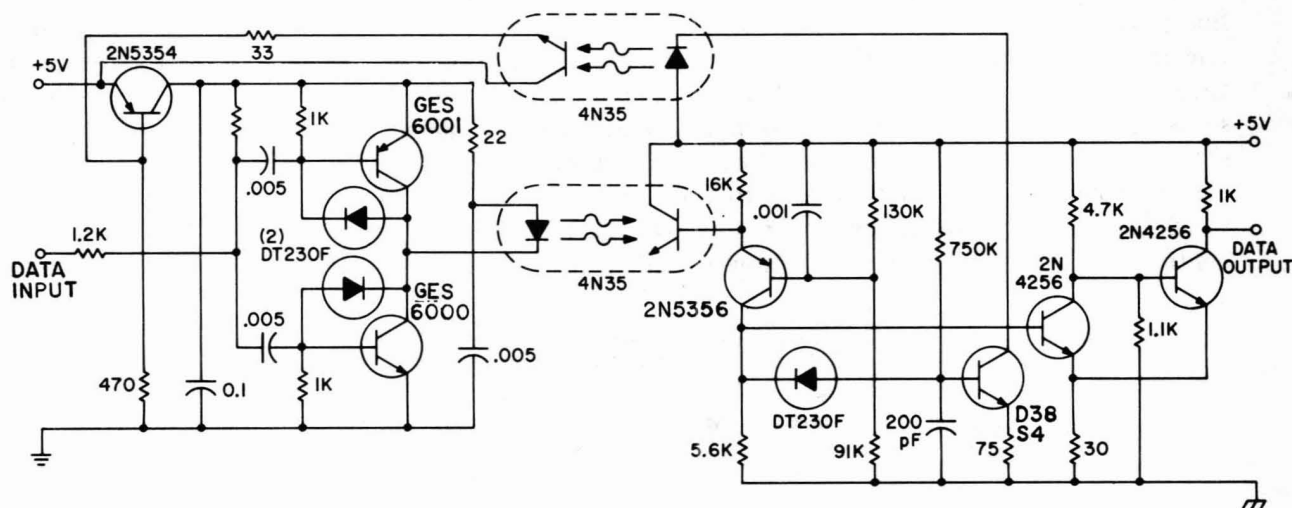 2N5354
33
+5V
4N35
1K
GES
6001
22
.005
+5V
16K
.001
130K
4.7K
1K
750K
2N4256
1.2K
(2)
DT230F
DATA
INPUT
DATA
OUTPUT
4N35
2N
4256
GES
6000
2N5356
.005
.005
1.1K
470
0.1
1K
DT230F
D38
S4
200
pF
5.6K
91K
75
30